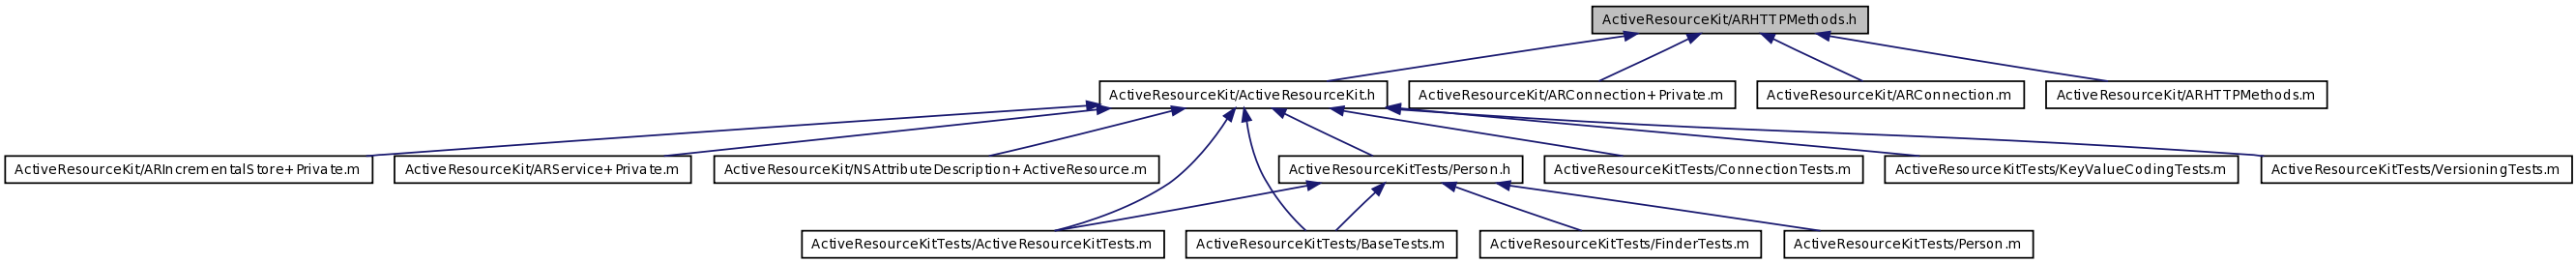 ActiveResourceKit/ARHTTPMethods.h
ActiveResourceKit/ActiveResourceKit.h
ActiveResourceKit/ARConnection+Private.m
ActiveResourceKit/ARConnection.m
ActiveResourceKit/ARHTTPMethods.m
ActiveResourceKit/ARIncrementalStore+Private.m
ActiveResourceKit/ARService+Private.m
ActiveResourceKit/NSAttributeDescription+ActiveResource.m
ActiveResourceKitTests/Person.h
ActiveResourceKitTests/ConnectionTests.m
ActiveResourceKitTests/KeyValueCodingTests.m
ActiveResourceKitTests/VersioningTests.m
ActiveResourceKitTests/ActiveResourceKitTests.m
ActiveResourceKitTests/BaseTests.m
ActiveResourceKitTests/FinderTests.m
ActiveResourceKitTests/Person.m